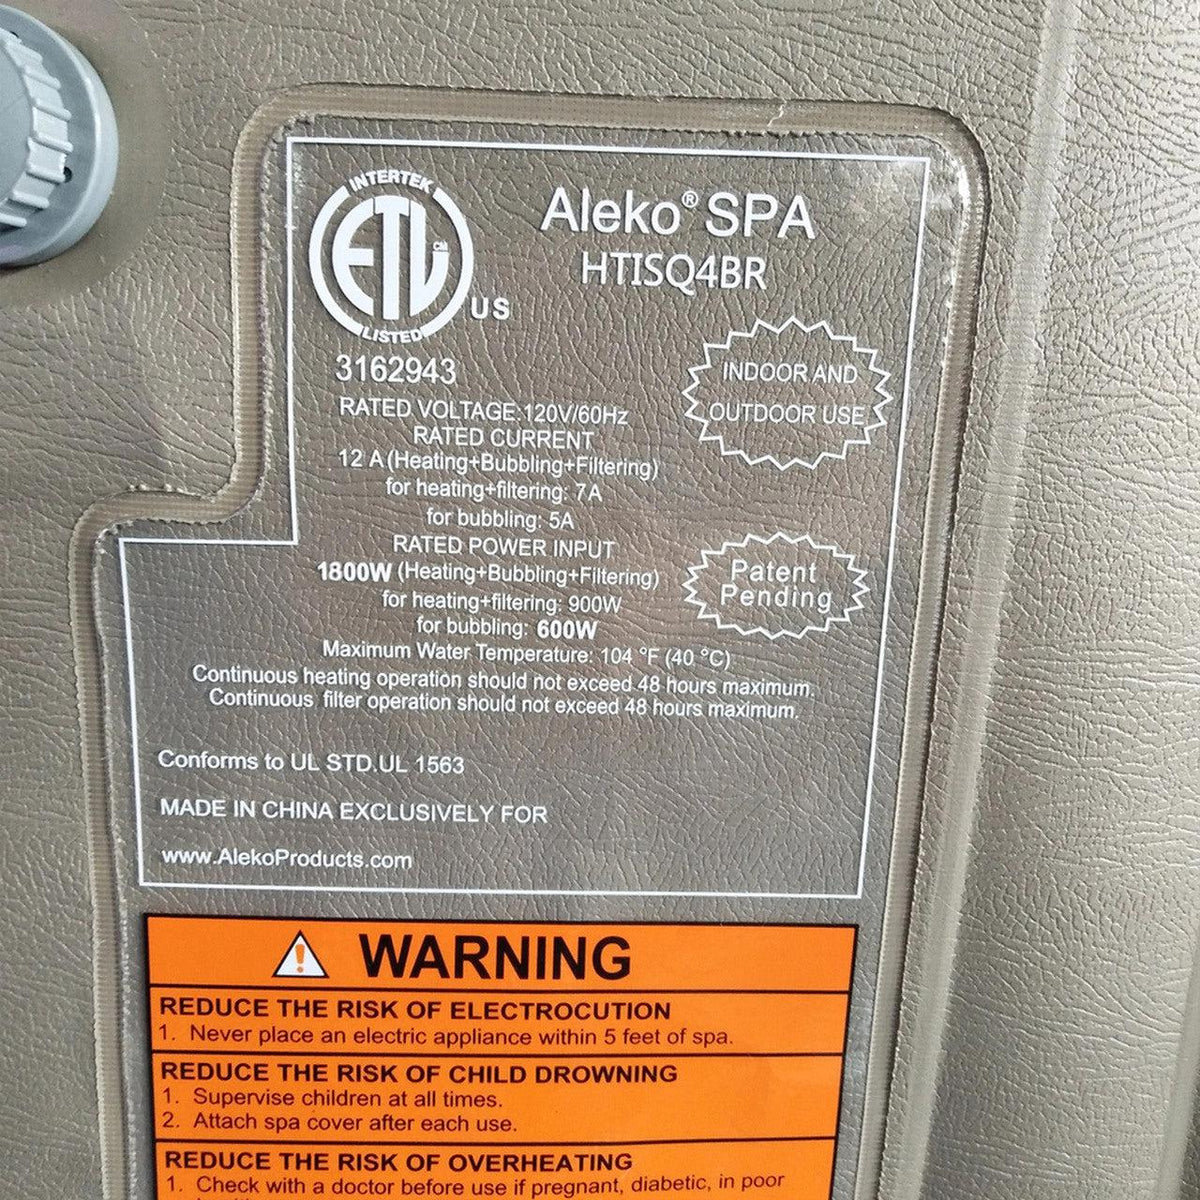 INTERTEK
ETL
CM
US
LISTED
3162943
Aleko® SPA
HTISQ4BR
INDOOR AND
OUTDOOR USE
RATED VOLTAGE:120V/60Hz
RATED CURRENT
12 A (Heating+Bubbling+Filtering)
for heating+filtering: 7A
for bubbling: 5A
RATED POWER INPUT
1800W (Heating+Bubbling+Filtering)
for heating+filtering: 900W
for bubbling: 600W
Patent
Pending
Maximum Water Temperature: 104 °F (40 °C)
Continuous heating operation should not exceed 48 hours maximum.
Continuous filter operation should not exceed 48 hours maximum.
Conforms to UL STD.UL 1563
MADE IN CHINA EXCLUSIVELY FOR
www.AlekoProducts.com
WARNING
REDUCE THE RISK OF ELECTROCUTION
1. Never place an electric appliance within 5 feet of spa.
REDUCE THE RISK OF CHILD DROWNING
1. Supervise children at all times.
2. Attach spa cover after each use.
REDUCE THE RISK OF OVERHEATING
1. Check with a doctor before use if pregnant, diabetic, in poor